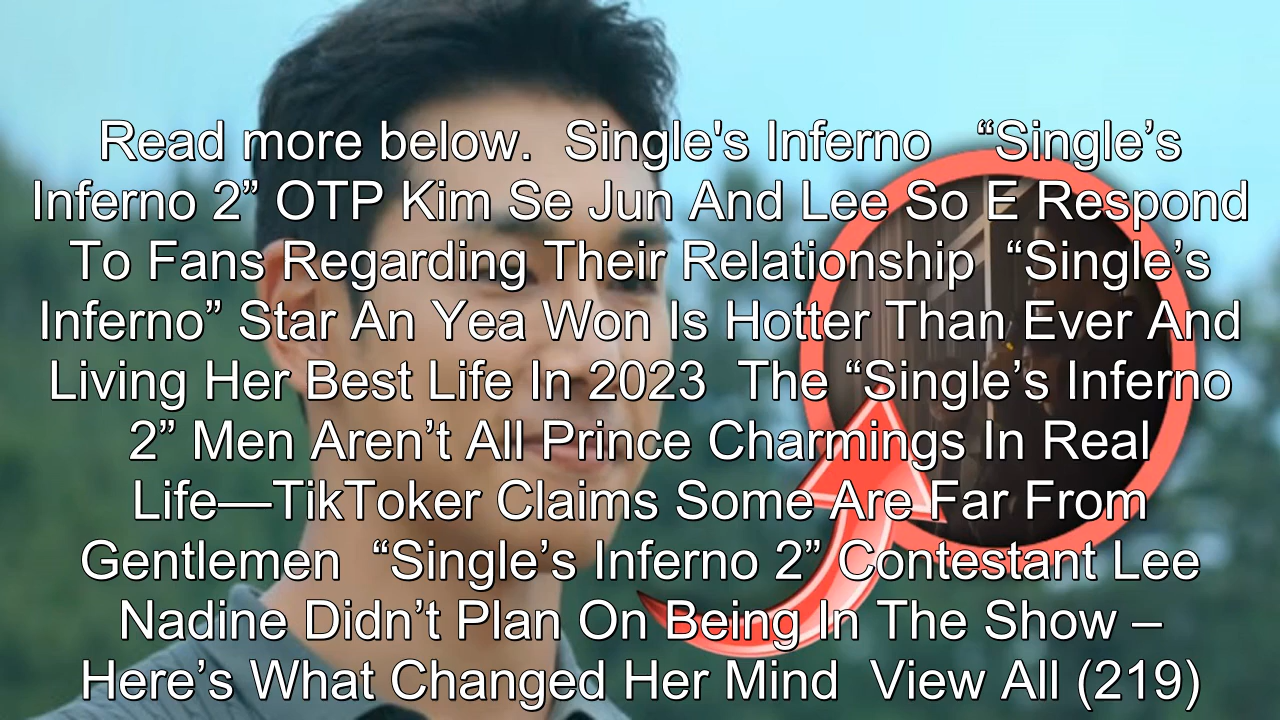 Read more below.  Single's Inferno   “Single’s
Inferno 2” OTP Kim Se Jun And Lee So E Respond
To Fans Regarding Their Relationship  “Single’s
Inferno” Star An Yea Won Is Hotter Than Ever And
Living Her Best Life In 2023  The “Single’s Inferno
2” Men Aren’t All Prince Charmings In Real
Life—TikToker Claims Some Are Far From
Gentlemen  “Single’s Inferno 2” Contestant Lee
Nadine Didn’t Plan On Being In The Show –
Here’s What Changed Her Mind  View All (219)